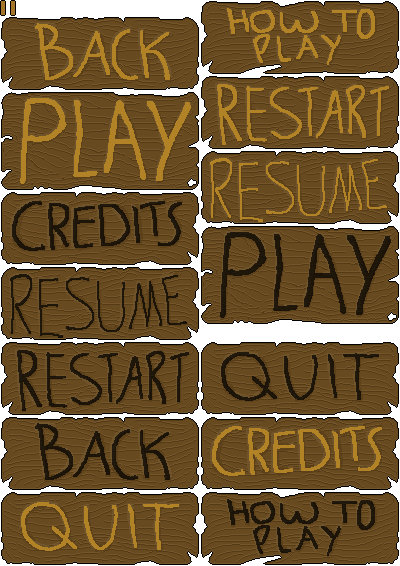 BACK
PLAY
CREDITS
RESUME
RESTART
BACK
QUIT
HOW TO
PLAY
RESTART
RESUME
PLAY
QUIT
CREDITS
HOW TO
PLAY